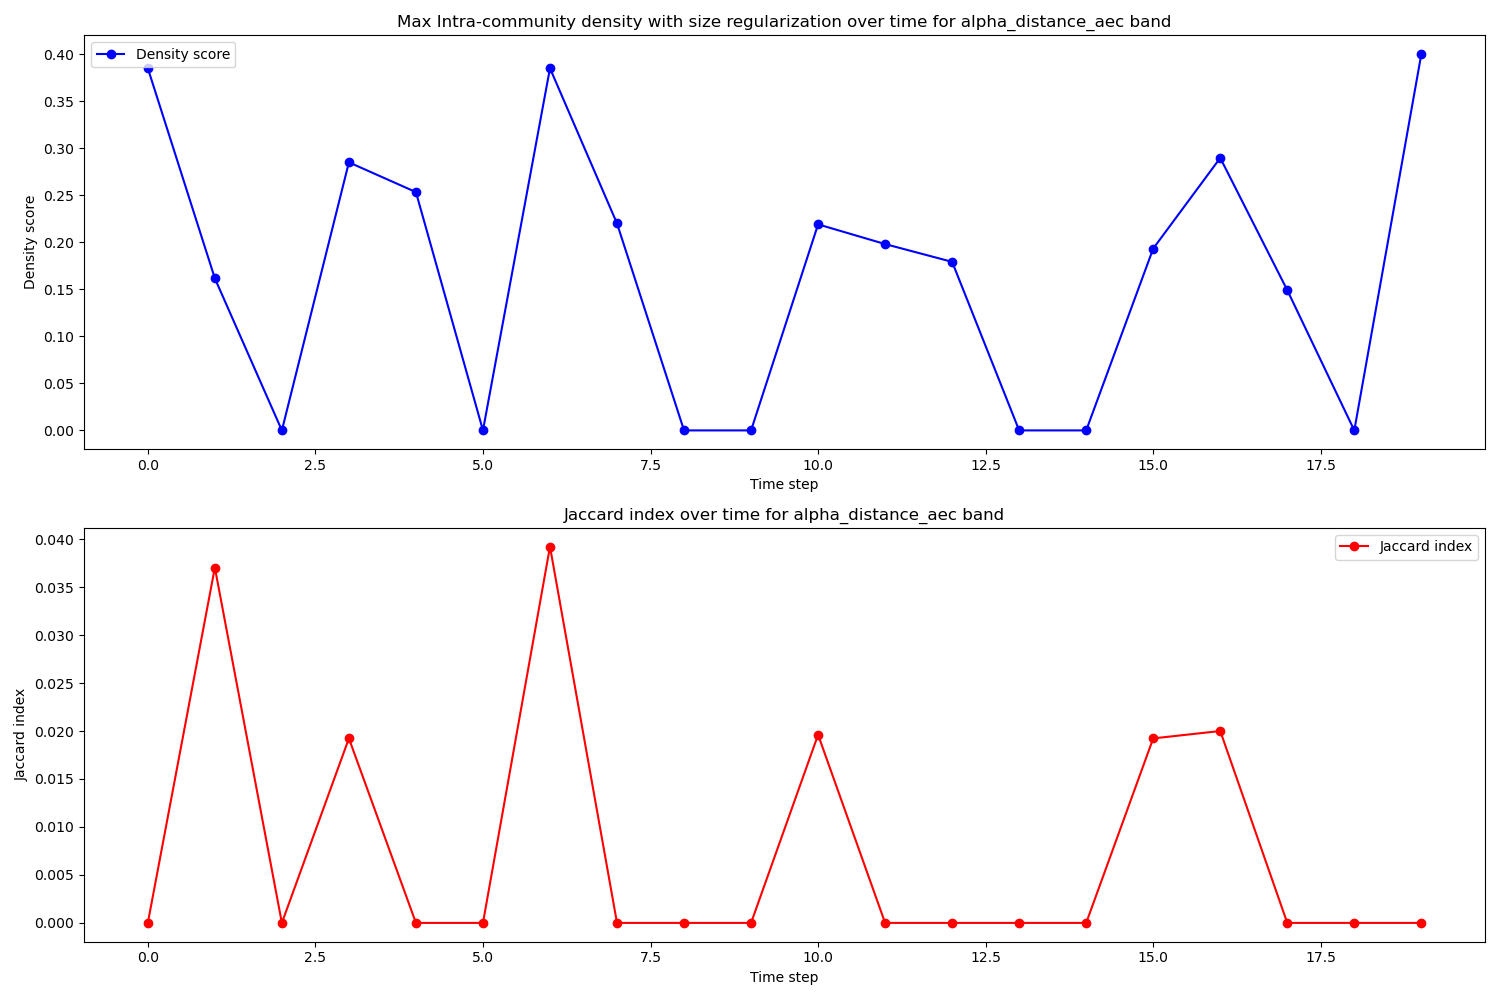 Max Intra-community density with size regularization over time for alpha_distance_aec band
Density score
Density score
0.40
0.35
0.30
0.25
0.20
0.15
0.10
0.05
0.00
0.0 2.5 5.0 7.5 10.0 12.5 15.0 17.5
Time step
Jaccard index over time for alpha_distance_aec band
Jaccard index
Jaccard index
0.040
0.035
0.030
0.025
0.020
0.015
0.010
0.005
0.000
0.0 2.5 5.0 7.5 10.0 12.5 15.0 17.5
Time step